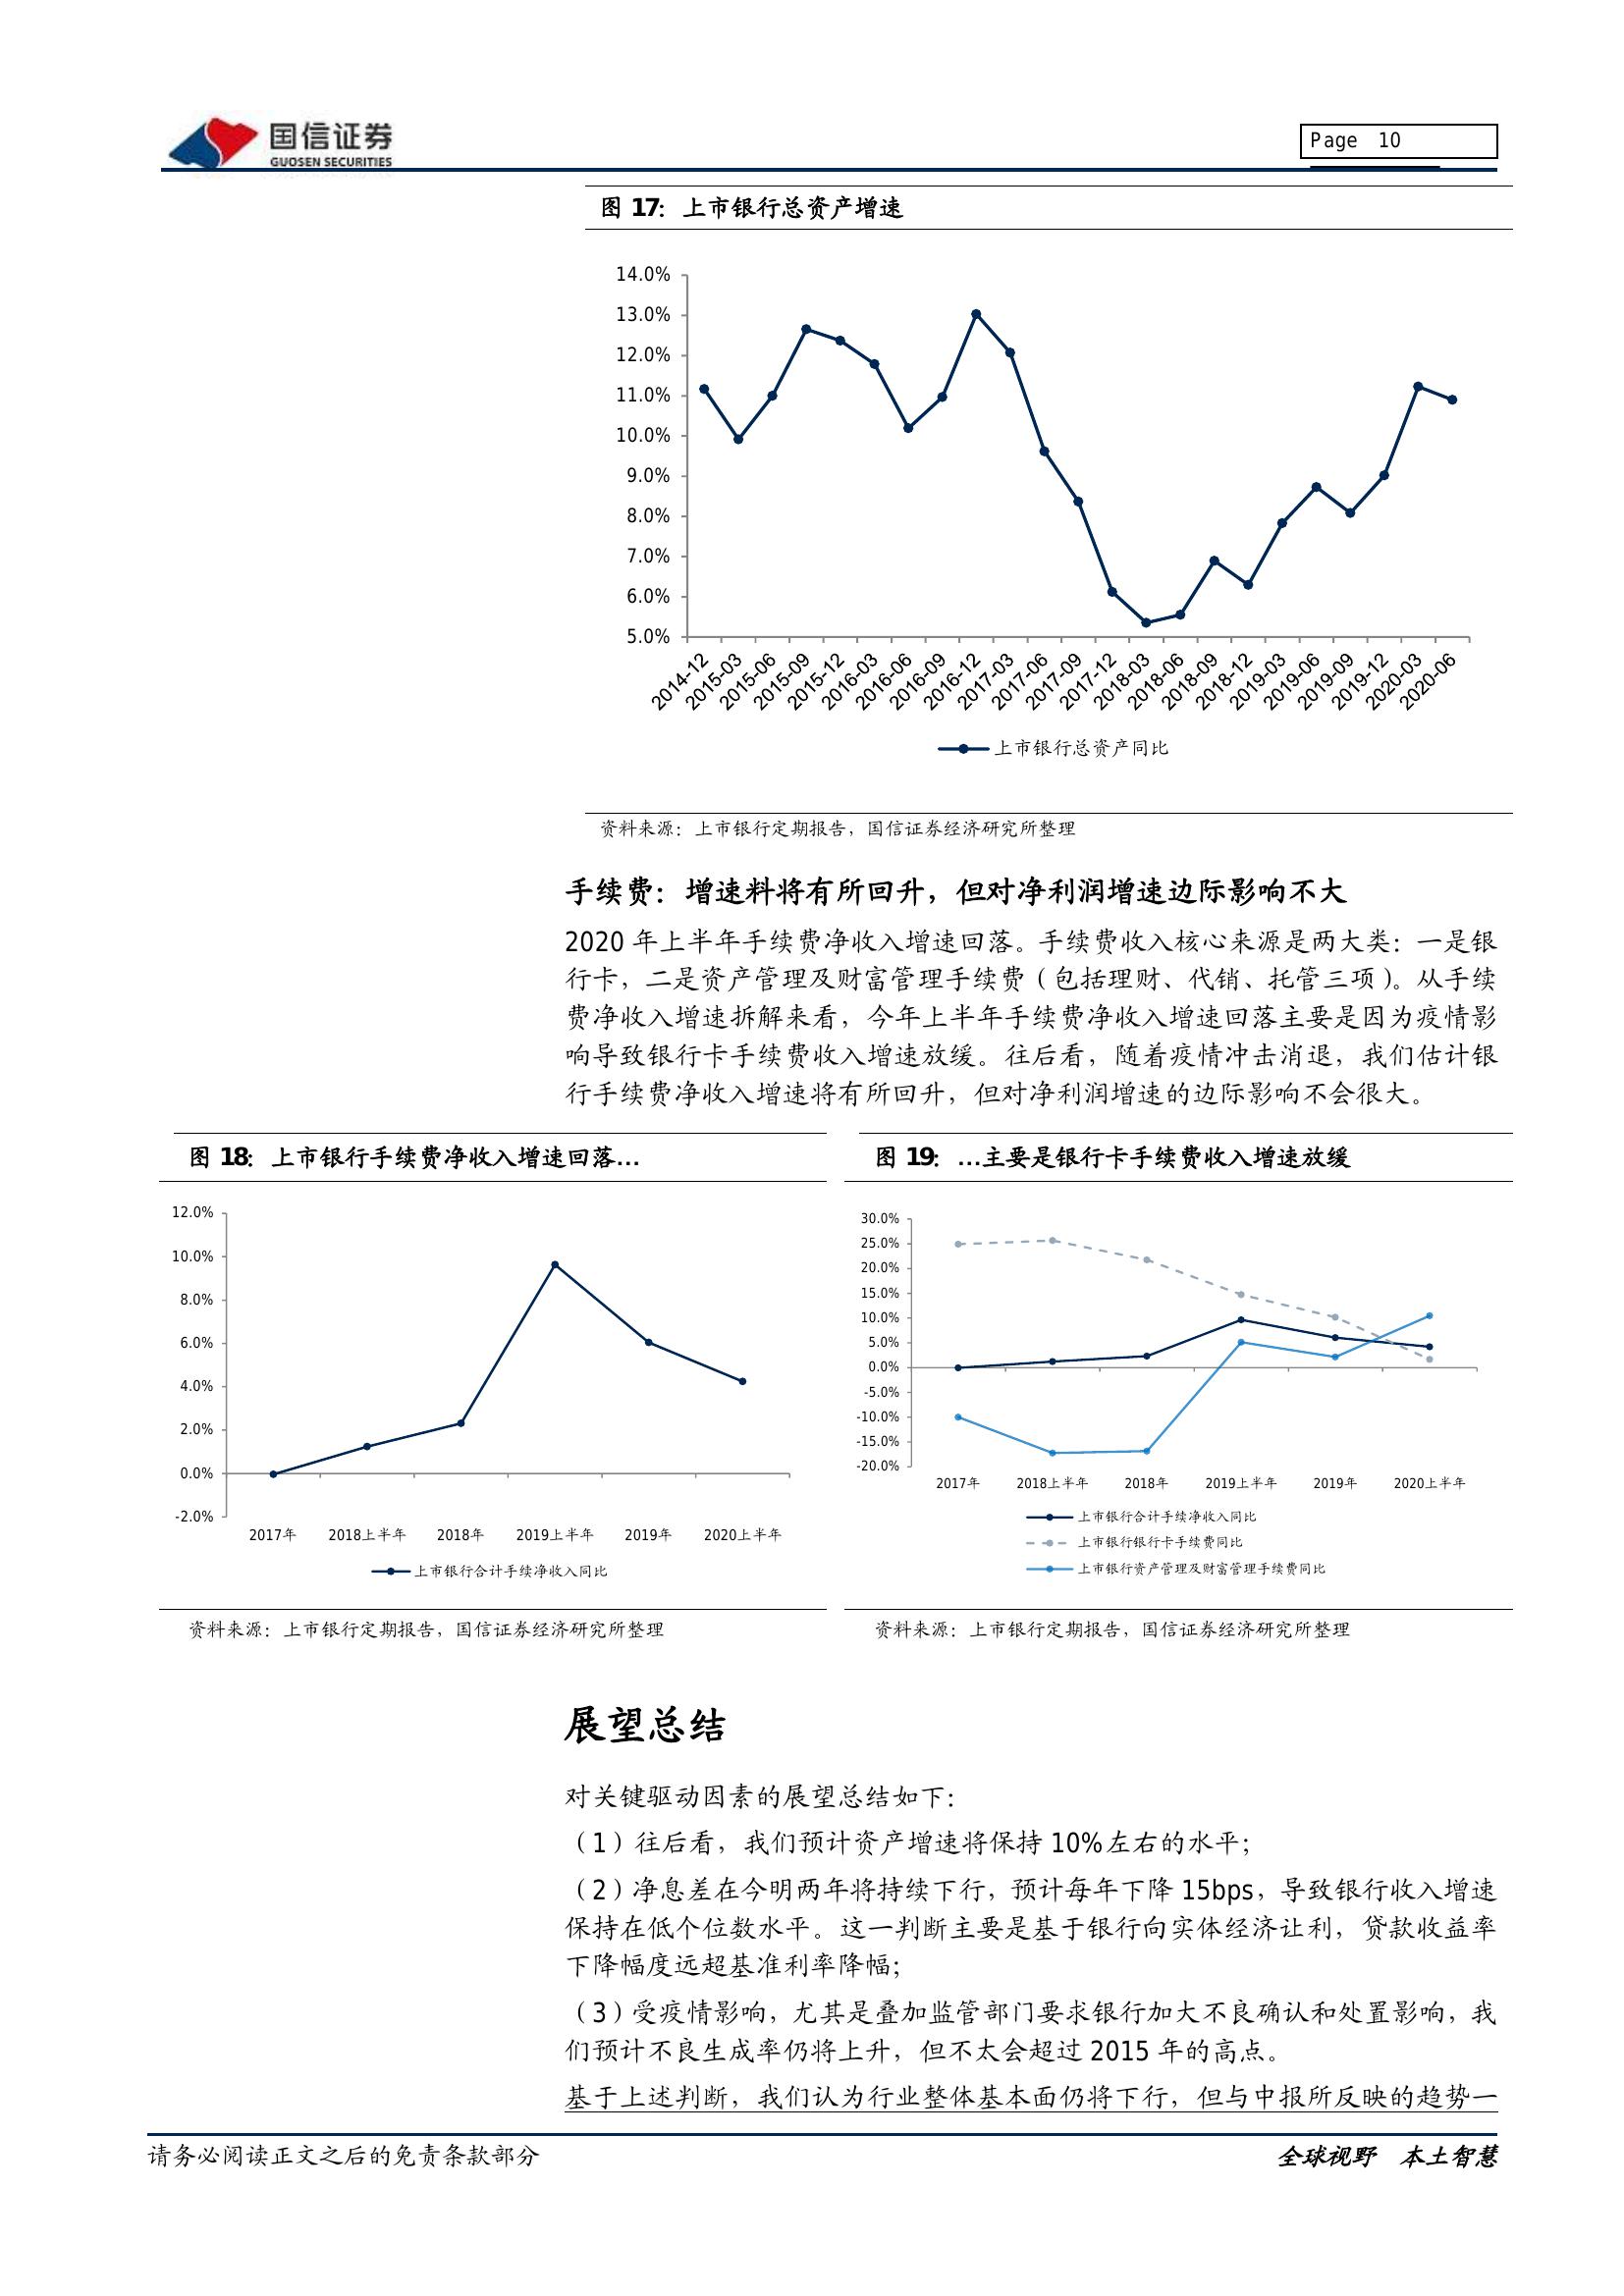 国信证券
GUOSEN SECURITIES
Page 10
图 17：上市银行总资产增速
14.0%
13.0%
12.0%
11.0%
10.0%
9.0%
8.0%
7.0%
6.0%
5.0%
2014-12
2015-03
2015-06
2015-09
2015-12
2016-03
2016-06
2016-09
2016-12
2017-03
2017-06
2017-09
2017-12
2018-03
2018-06
2018-09
2018-12
2019-03
2019-06
2019-09
2019-12
2020-03
2020-06
上市银行总资产同比
资料来源：上市银行定期报告，国信证券经济研究所整理
手续费：增速料将有所回升，但对净利润增速边际影响不大
2020 年上半年手续费净收入增速回落。手续费收入核心来源是两大类：一是银
行卡，二是资产管理及财富管理手续费（包括理财、代销、托管三项）。从手续
费净收入增速拆解来看，今年上半年手续费净收入增速回落主要是因为疫情影
响导致银行卡手续费收入增速放缓。往后看，随着疫情冲击消退，我们估计银
行手续费净收入增速将有所回升，但对净利润增速的边际影响不会很大。
图 18：上市银行手续费净收入增速回落…
12.0%
10.0%
8.0%
6.0%
4.0%
2.0%
0.0%
-2.0%
2017年 2018上半年 2018年 2019上半年 2019年 2020上半年
上市银行合计手续净收入同比
资料来源：上市银行定期报告，国信证券经济研究所整理
图 19：…主要是银行卡手续费收入增速放缓
30.0%
25.0%
20.0%
15.0%
10.0%
5.0%
0.0%
-5.0%
-10.0%
-15.0%
-20.0%
2017年 2018上半年 2018年 2019上半年 2019年 2020上半年
上市银行合计手续净收入同比
上市银行银行卡手续费同比
上市银行资产管理及财富管理手续费同比
资料来源：上市银行定期报告，国信证券经济研究所整理
展望总结
对关键驱动因素的展望总结如下：
（1）往后看，我们预计资产增速将保持 10%左右的水平；
（2）净息差在今明两年将持续下行，预计每年下降 15bps，导致银行收入增速
保持在低个位数水平。这一判断主要是基于银行向实体经济让利，贷款收益率
下降幅度远超基准利率降幅；
（3）受疫情影响，尤其是叠加监管部门要求银行加大不良确认和处置影响，我
们预计不良生成率仍将上升，但不太会超过 2015 年的高点。
基于上述判断，我们认为行业整体基本面仍将下行，但与中报所反映的趋势一
请务必阅读正文之后的免责条款部分
全球视野 本土智慧